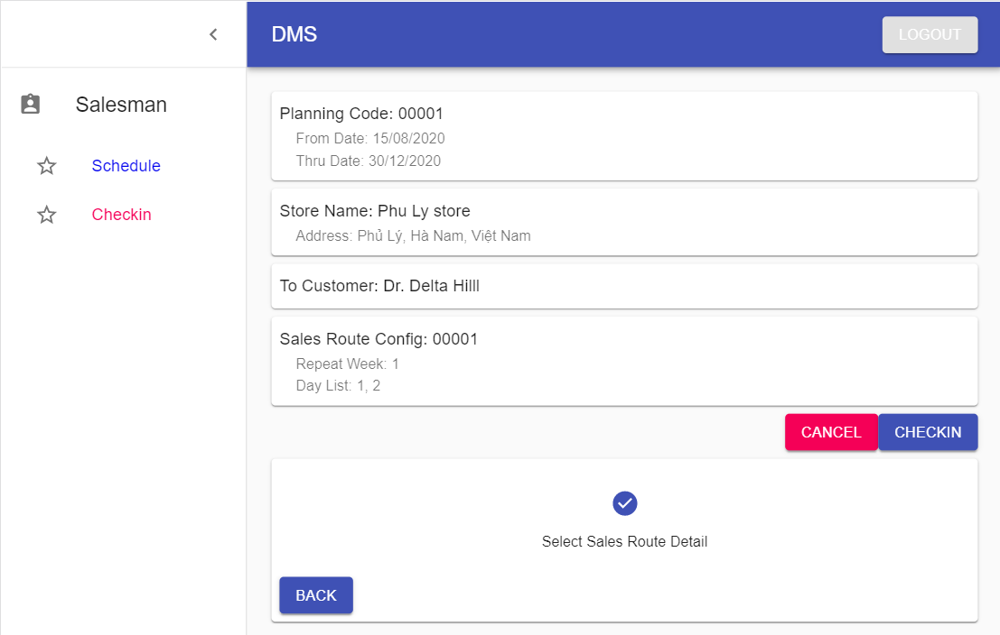 DMS
LOGOUT
Salesman
Schedule
Checkin
Planning Code: 00001
From Date: 15/08/2020
Thru Date: 30/12/2020
Store Name: Phu Ly store
Address: Phủ Lý, Hà Nam, Việt Nam
To Customer: Dr. Delta Hilll
Sales Route Config: 00001
Repeat Week: 1
Day List: 1, 2
CANCEL
CHECKIN
Select Sales Route Detail
BACK